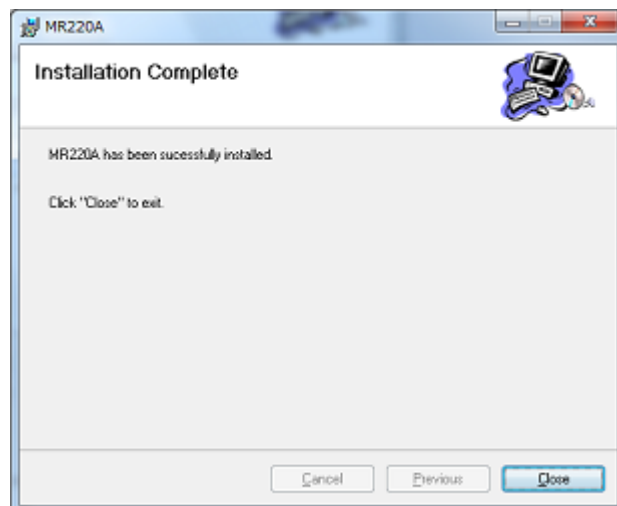 MR220A
Installation Complete
MR220A has been sucessfully installed.
Click "Close" to exit.
Cancel
Previous
Close